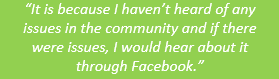 “It is because I haven’t heard of any
issues in the community and if there
were issues, I would hear about it
through Facebook.”